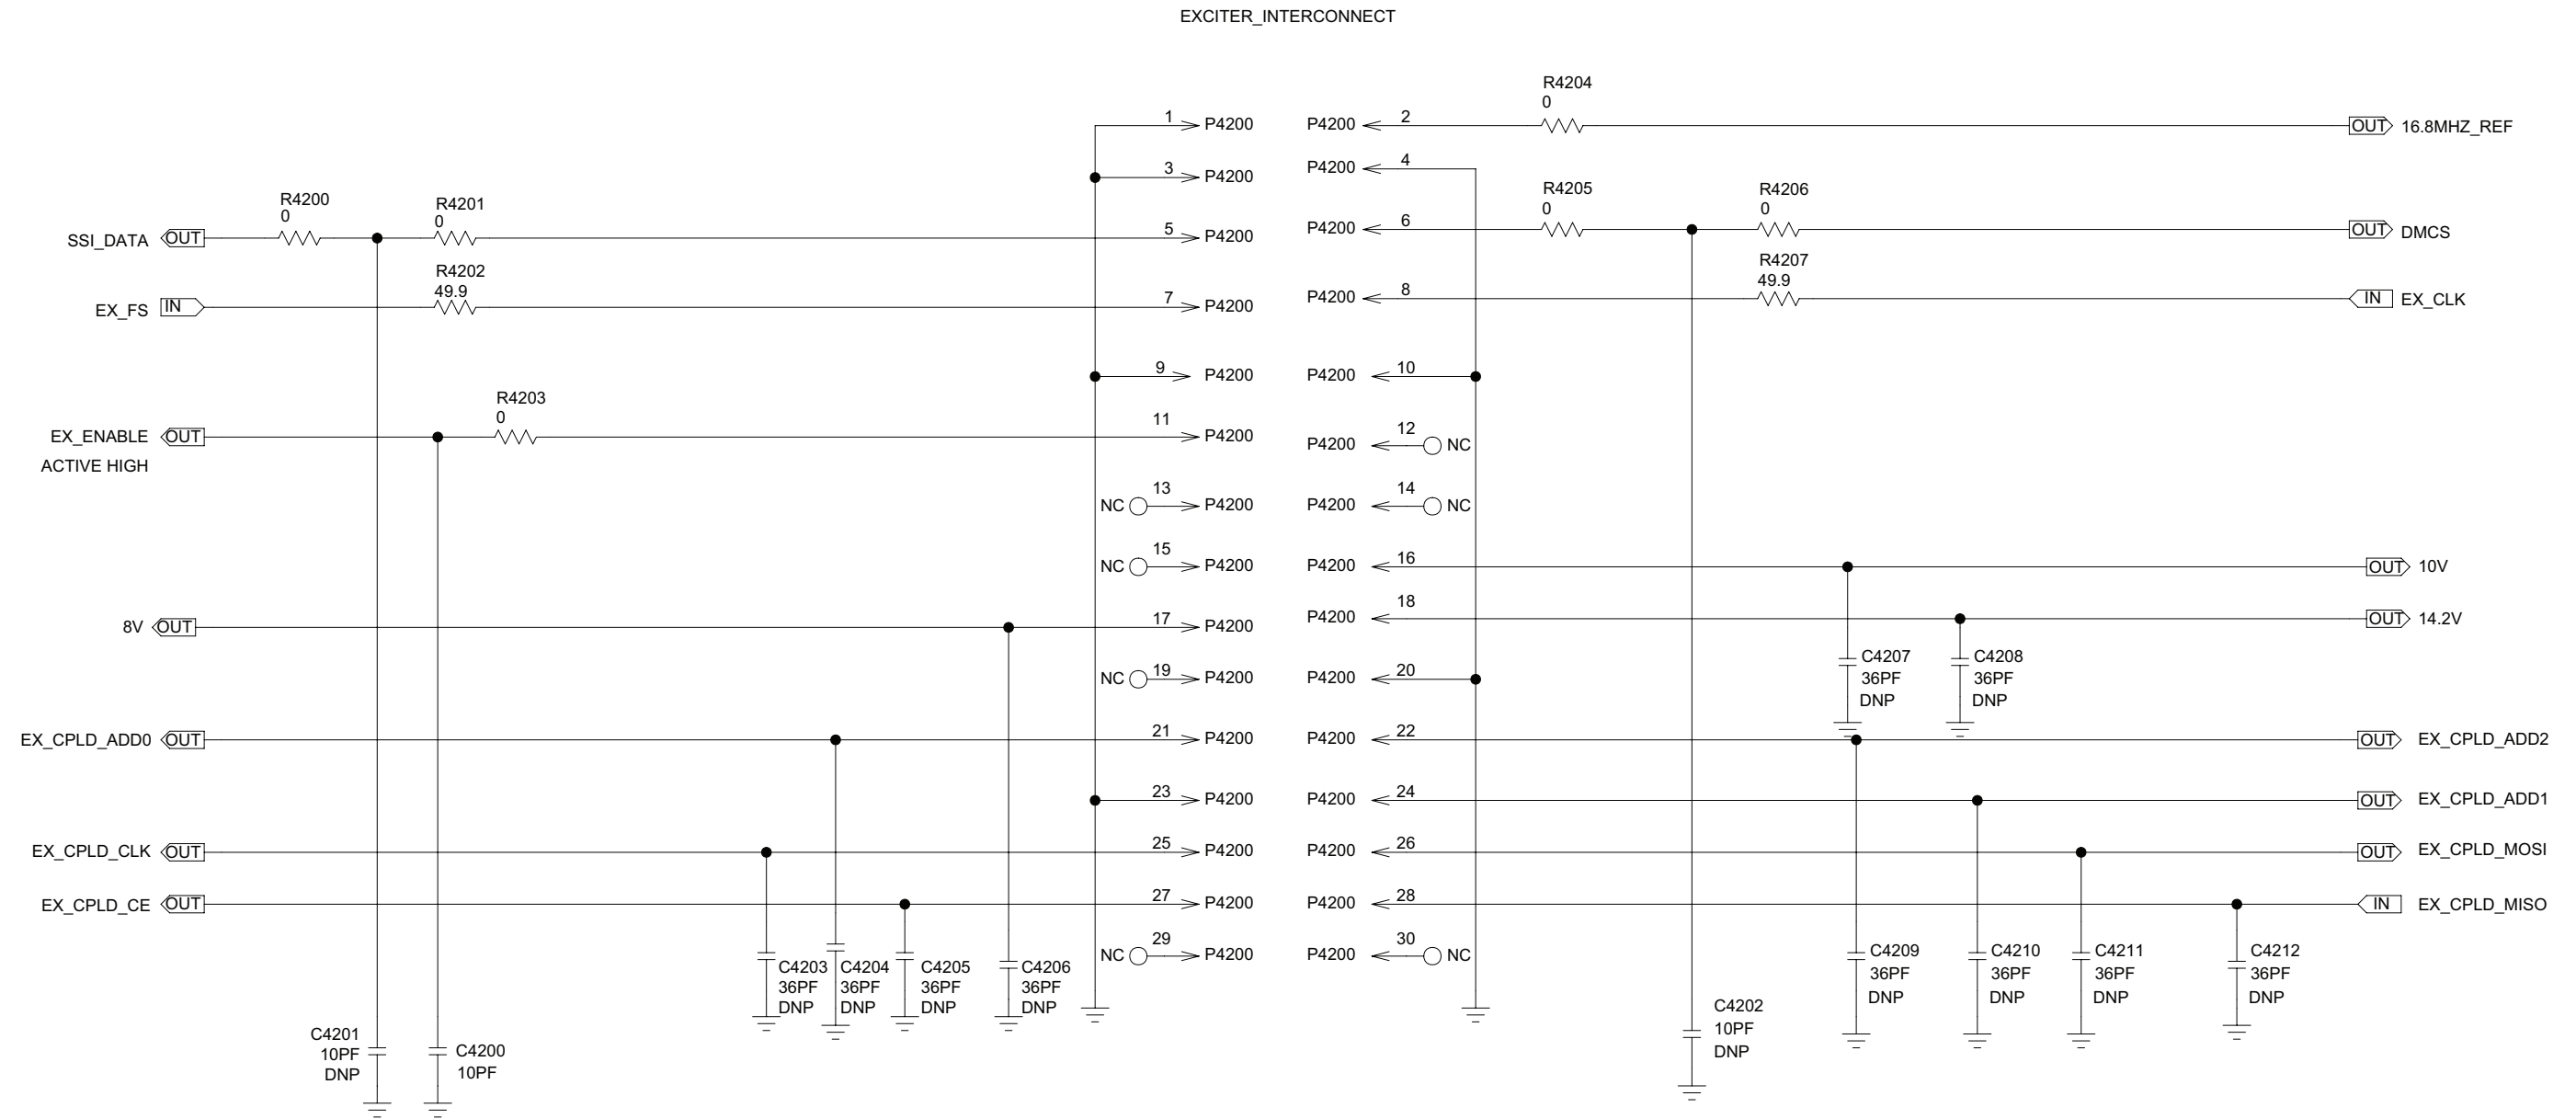 EXCITER_INTERCONNECT
R4204
0
1 P4200 P4200 2 OUT 16.8MHZ_REF
3 P4200 P4200 4
R4200
0
R4201
0
R4205
0
R4206
0
SSI_DATA OUT 5 P4200 P4200 6 OUT DMCS
R4202
49.9
R4207
49.9
EX_FS IN 7 P4200 P4200 8 IN EX_CLK
9 P4200 P4200 10
R4203
0
EX_ENABLE OUT 11 P4200 P4200 12 NC
ACTIVE HIGH
NC 13 P4200 P4200 14 NC
NC 15 P4200 P4200 16 OUT 10V
8V OUT 17 P4200 P4200 18 OUT 14.2V
C4207
36PF
DNP
C4208
36PF
DNP
NC 19 P4200 P4200 20
EX_CPLD_ADD0 OUT 21 P4200 P4200 22 OUT EX_CPLD_ADD2
23 P4200 P4200 24 OUT EX_CPLD_ADD1
EX_CPLD_CLK OUT 25 P4200 P4200 26 OUT EX_CPLD_MOSI
EX_CPLD_CE OUT 27 P4200 P4200 28 IN EX_CPLD_MISO
NC 29 P4200 P4200 30 NC
C4203
36PF
DNP
C4204
36PF
DNP
C4205
36PF
DNP
C4206
36PF
DNP
C4209
36PF
DNP
C4210
36PF
DNP
C4211
36PF
DNP
C4212
36PF
DNP
C4201
10PF
DNP
C4200
10PF
C4202
10PF
DNP